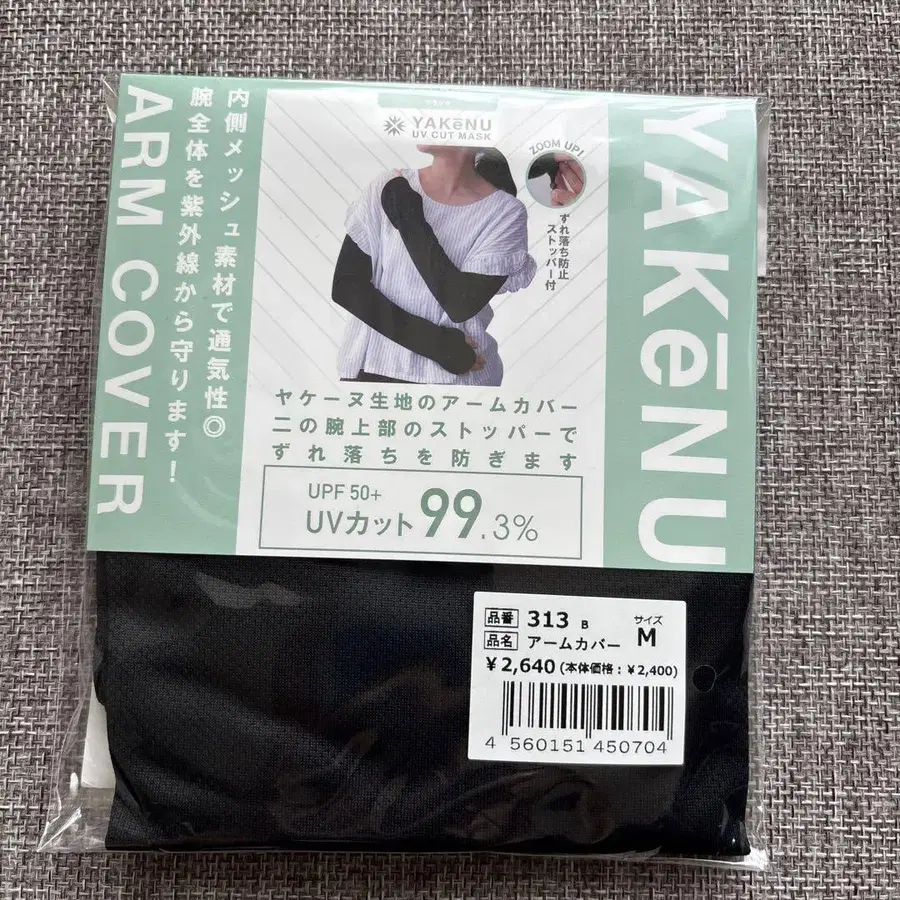 YAKēNU
UV CUT MASK
ZOOM UP!
ずれ落ち防止
ストッパー付
YAKēNU
内側メッシュ素材で通気性◎
腕全体を紫外線から守ります!
ARM COVER
ヤケーヌ生地のアームカバー
二の腕上部のストッパーで
ずれ落ちを防ぎます
UPF 50+
UVカット99.3%
品番 313 B サイズ
品名 アームカバー M
¥2,640(本体価格:¥2,400)
4 560151 450704